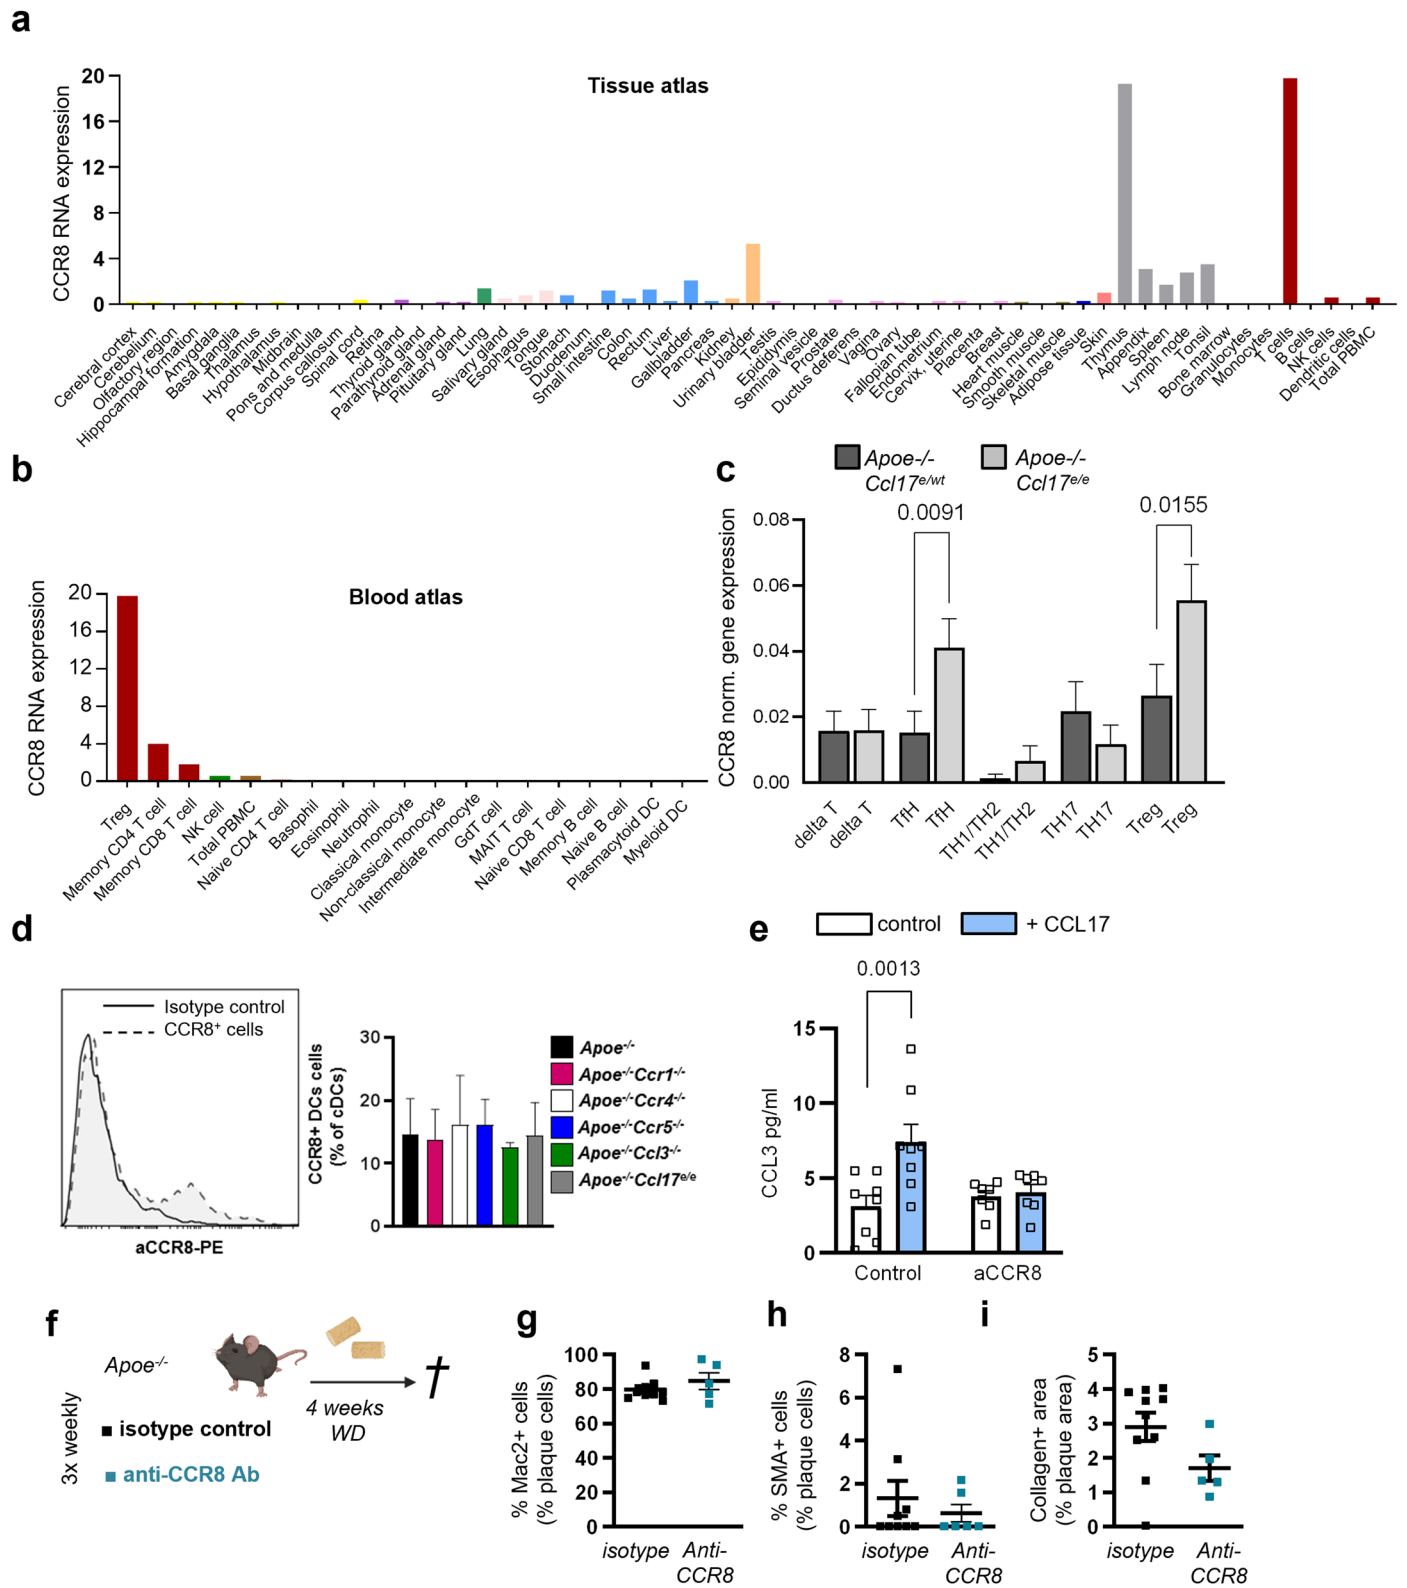 a
Tissue atlas
CCR8 RNA expression
20
16
12
8
4
0
Cerebral cortex
Cerebellum
Olfactory region
Hippocampal formation
Amygdala
Basal ganglia
Thalamus
Hypothalamus
Midbrain
Pons and medulla
Corpus callosum
Spinal cord
Retina
Thyroid gland
Parathyroid gland
Adrenal gland
Pituitary gland
Lung
Salivary gland
Esophagus
Tongue
Stomach
Duodenum
Small intestine
Colon
Rectum
Liver
Gallbladder
Pancreas
Kidney
Urinary bladder
Testis
Epididymis
Seminal vesicle
Prostate
Ductus deferens
Vagina
Ovary
Fallopian tube
Endometrium
Cervix, uterine
Placenta
Breast
Heart muscle
Smooth muscle
Skeletal muscle
Adipose tissue
Skin
Thymus
Appendix
Spleen
Lymph node
Tonsil
Bone marrow
Granulocytes
Monocytes
T cells
B cells
NK cells
Dendritic cells
Total PBMC
b
Blood atlas
CCR8 RNA expression
20
16
12
8
4
0
Treg
Memory CD4 T cell
Memory CD8 T cell
NK cell
Total PBMC
Naive CD4 T cell
Basophil
Eosinophil
Neutrophil
Classical monocyte
Non-classical monocyte
Intermediate monocyte
GdT cell
MAIT T cell
Naive CD8 T cell
Memory B cell
Naive B cell
Plasmacytoid DC
Myeloid DC
c
Apoe-/-
Ccl17e/wt
Apoe-/-
Ccl17e/e
CCR8 norm. gene expression
0.0091
0.0155
0.08
0.06
0.04
0.02
0.00
delta T
delta T
TfH
TfH
TH1/TH2
TH1/TH2
TH17
TH17
Treg
Treg
d
Isotype control
CCR8+ cells
aCCR8-PE
CCR8+ DCs cells
(% of cDCs)
30
20
10
0
Apoe-/-
Apoe-/-Ccr1-/-
Apoe-/-Ccr4-/-
Apoe-/-Ccr5-/-
Apoe-/-Ccl3-/-
Apoe-/-Ccl17e/e
e
control
+ CCL17
0.0013
CCL3 pg/ml
15
10
5
0
Control
aCCR8
f
3x weekly
Apoe-/-
isotype control
anti-CCR8 Ab
4 weeks
WD
g
% Mac2+ cells
(% plaque cells)
100
80
60
40
20
0
isotype
Anti-
CCR8
h
% SMA+ cells
(% plaque cells)
8
6
4
2
0
isotype
Anti-
CCR8
i
Collagen+ area
(% plaque area)
5
4
3
2
1
0
isotype
Anti-
CCR8